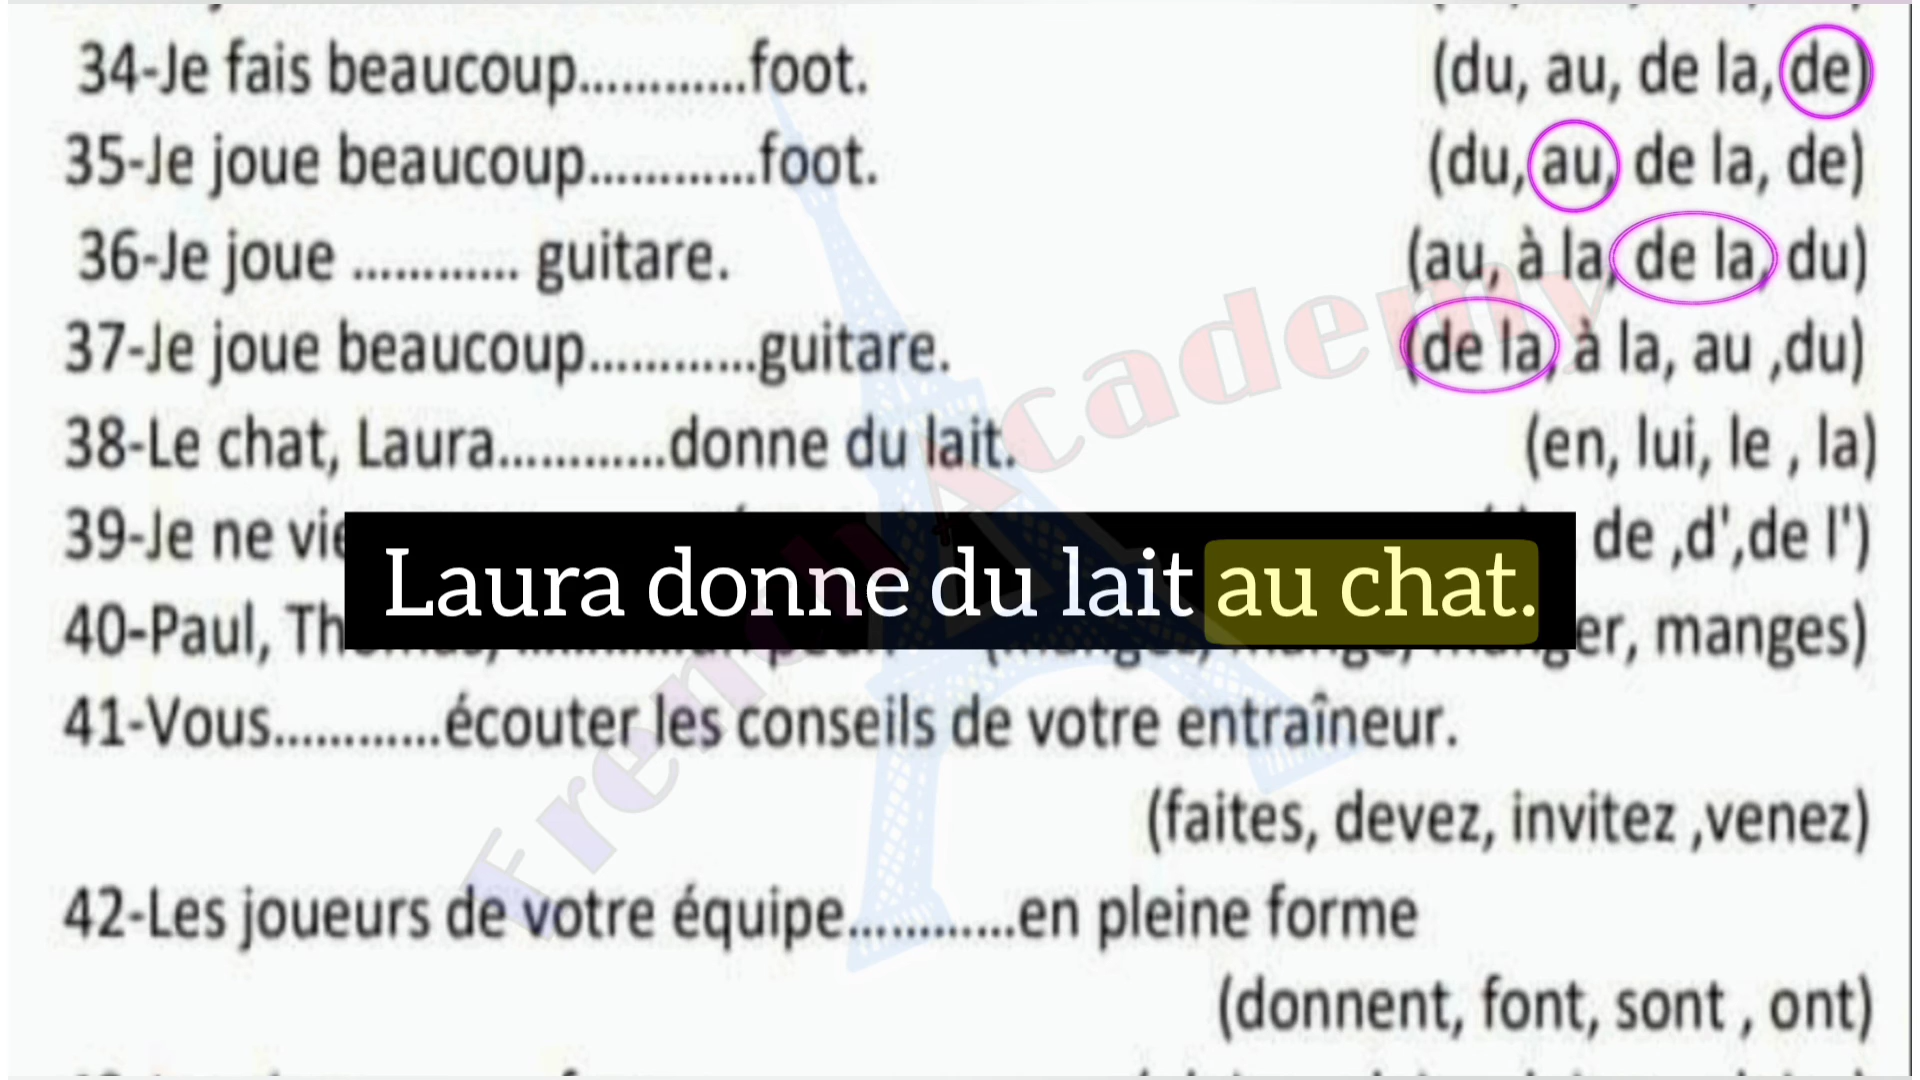 34-Je fais beaucoup............foot. (du, au, de la, de)
35-Je joue beaucoup............foot. (du, au, de la, de)
36-Je joue ............ guitare. (au, à la, de la, du)
37-Je joue beaucoup............guitare. (de la, à la, au ,du)
38-Le chat, Laura............donne du lait. (en, lui, le , la)
39-Je ne de ,d',de l')
Laura donne du lait au chat.
40-Paul, manges)
41-Vous............écouter les conseils de votre entraîneur.
(faites, devez, invitez ,venez)
42-Les joueurs de votre équipe............en pleine forme
(donnent, font, sont , ont)
French Academy